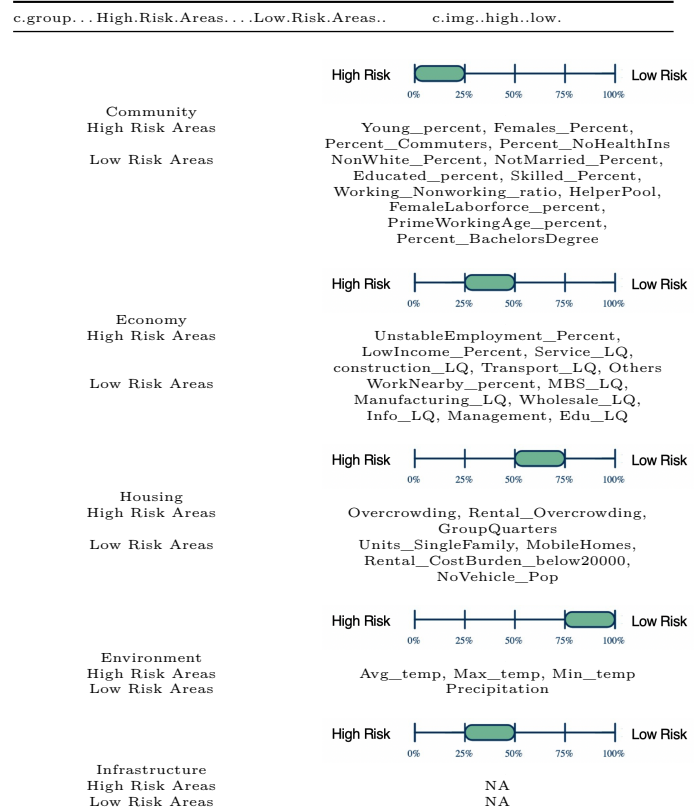 c.group...High.Risk.Areas....Low.Risk.Areas.. c.img..high..low.
High Risk Low Risk
0% 25% 50% 75% 100%
Community
High Risk Areas Young_percent, Females_Percent,
Percent_Commuters, Percent_NoHealthIns
Low Risk Areas NonWhite_Percent, NotMarried_Percent,
Educated_percent, Skilled_Percent,
Working_Nonworking_ratio, HelperPool,
FemaleLaborforce_percent,
PrimeWorkingAge_percent,
Percent_BachelorsDegree
High Risk Low Risk
0% 25% 50% 75% 100%
Economy
High Risk Areas UnstableEmployment_Percent,
LowIncome_Percent, Service_LQ,
construction_LQ, Transport_LQ, Others
Low Risk Areas WorkNearby_percent, MBS_LQ,
Manufacturing_LQ, Wholesale_LQ,
Info_LQ, Management, Edu_LQ
High Risk Low Risk
0% 25% 50% 75% 100%
Housing
High Risk Areas Overcrowding, Rental_Overcrowding,
GroupQuarters
Low Risk Areas Units_SingleFamily, MobileHomes,
Rental_CostBurden_below20000,
NoVehicle_Pop
High Risk Low Risk
0% 25% 50% 75% 100%
Environment
High Risk Areas Avg_temp, Max_temp, Min_temp
Low Risk Areas Precipitation
High Risk Low Risk
0% 25% 50% 75% 100%
Infrastructure
High Risk Areas NA
Low Risk Areas NA